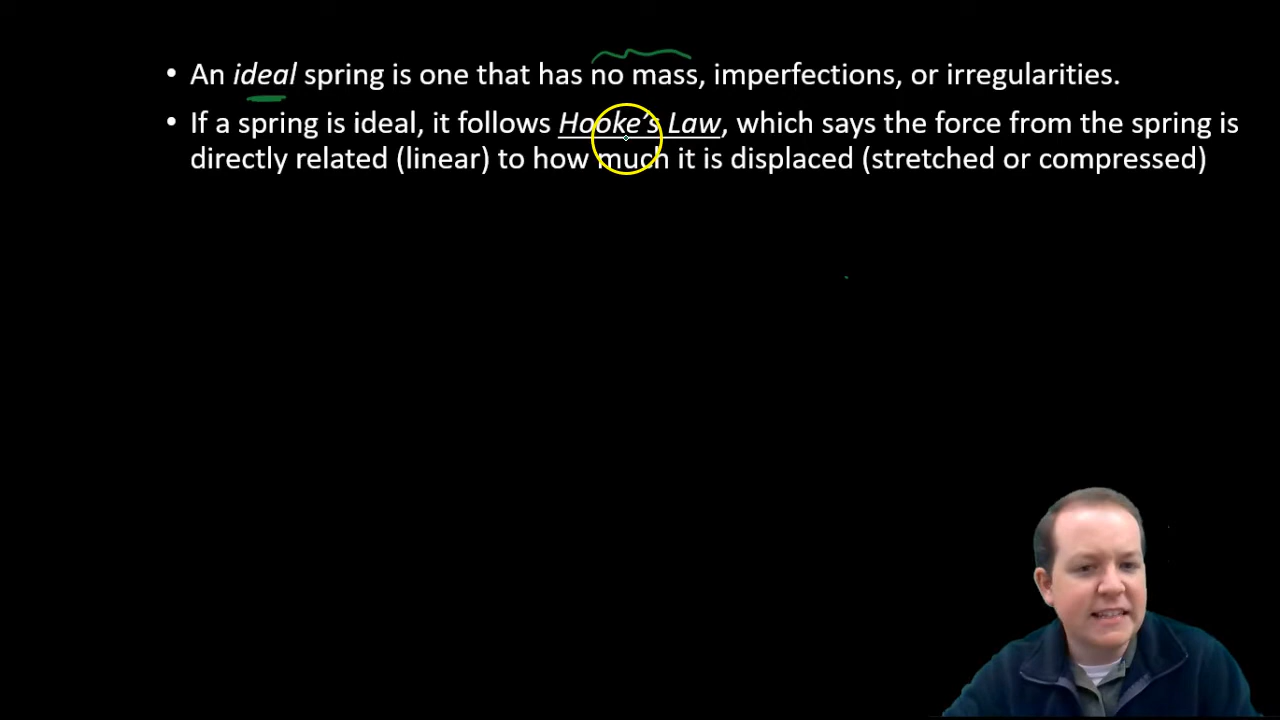 • An ideal spring is one that has no mass, imperfections, or irregularities.
• If a spring is ideal, it follows Hooke's Law, which says the force from the spring is
directly related (linear) to how much it is displaced (stretched or compressed)